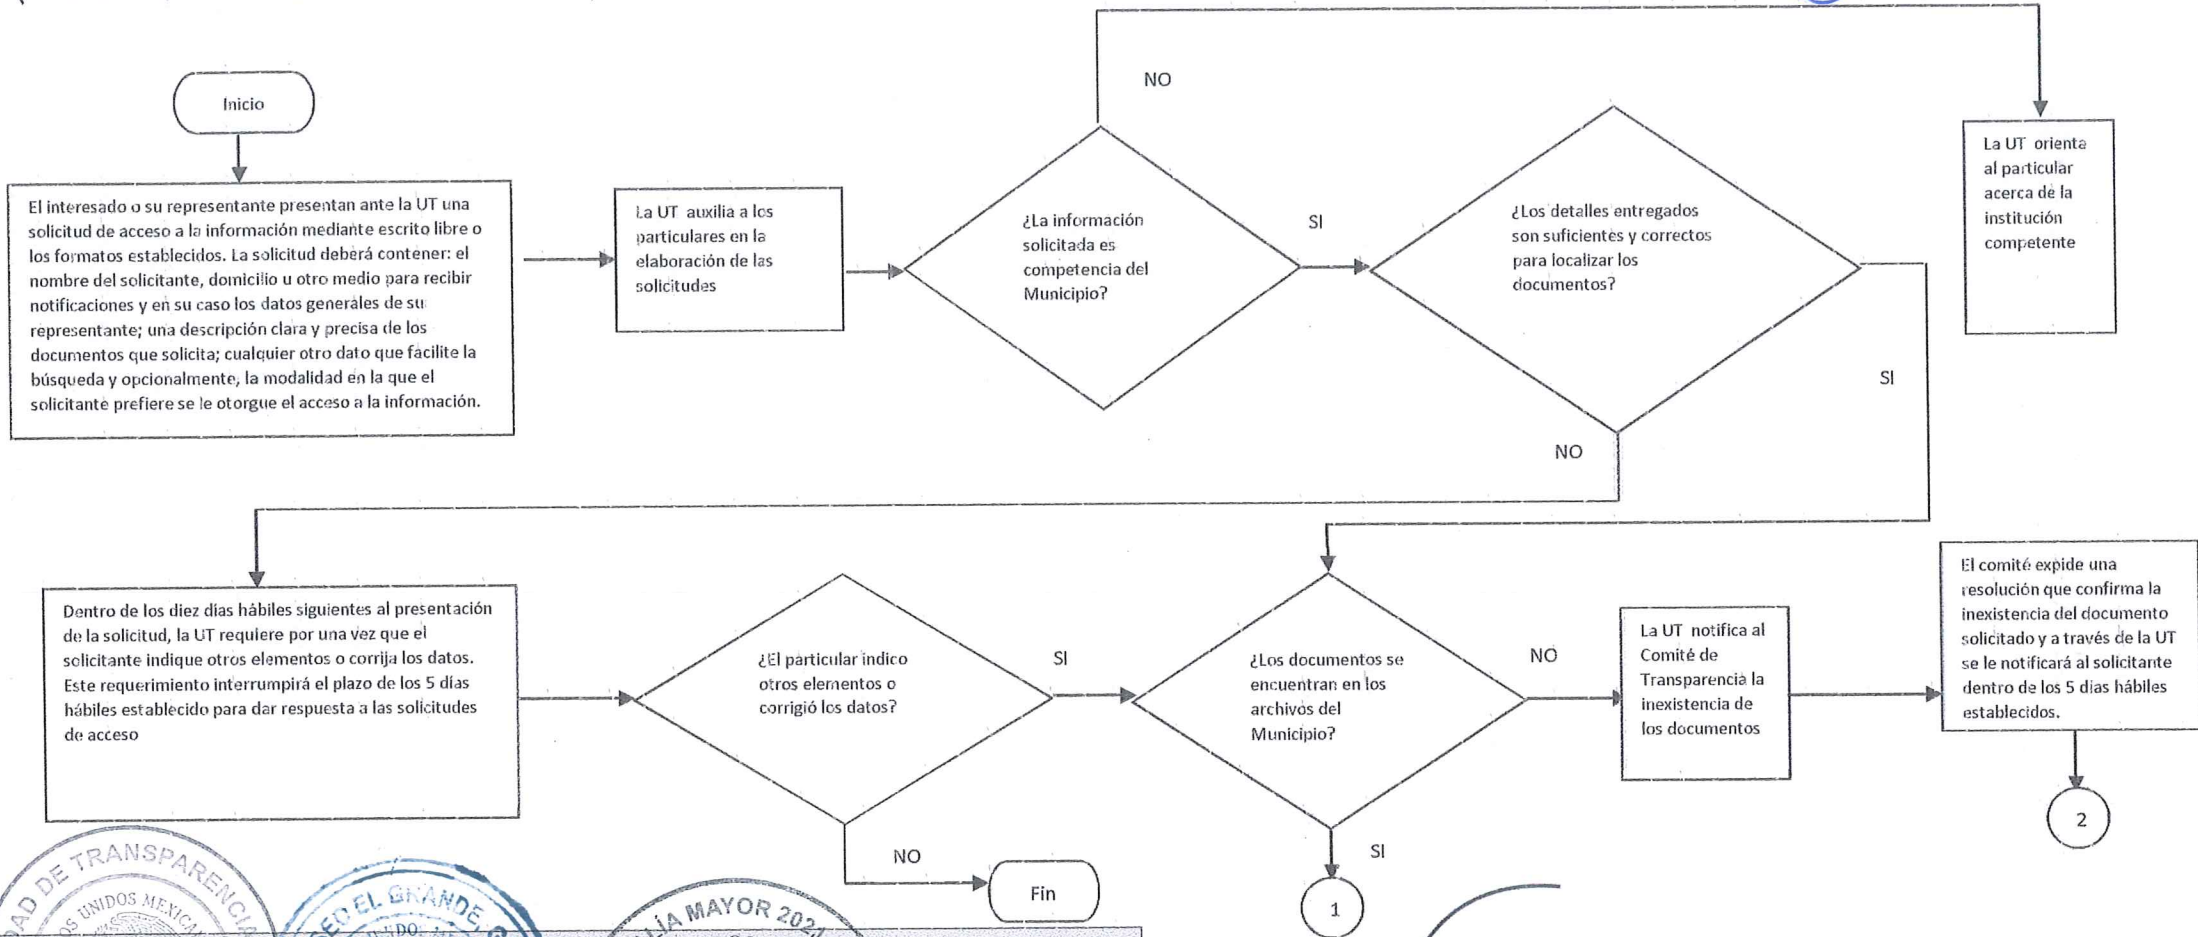 Inicio
El interesado o su representante presentan ante la UT una
solicitud de acceso a la información mediante escrito libre o
los formatos establecidos. La solicitud deberá contener: el
nombre del solicitante, domicilio u otro medio para recibir
notificaciones y en su caso los datos generales de su
representante; una descripción clara y precisa de los
documentos que solicita; cualquier otro dato que facilite la
búsqueda y opcionalmente, la modalidad en la que el
solicitante prefiere se le otorgue el acceso a la información.
La UT auxilia a los
particulares en la
elaboración de las
solicitudes
¿La información
solicitada es
competencia del
Municipio?
NO
SI
¿Los detalles entregados
son suficientes y correctos
para localizar los
documentos?
La UT orienta
al particular
acerca de la
institución
competente
SI
NO
Dentro de los diez días hábiles siguientes al presentación
de la solicitud, la UT requiere por una vez que el
solicitante indique otros elementos o corrija los datos.
Este requerimiento interrumpirá el plazo de los 5 días
hábiles establecido para dar respuesta a las solicitudes
de acceso
¿El particular indico
otros elementos o
corrigió los datos?
SI
NO
Fin
¿Los documentos se
encuentran en los
archivos del
Municipio?
NO
SI
1
La UT notifica al
Comité de
Transparencia la
inexistencia de
los documentos
El comité expide una
resolución que confirma la
inexistencia del documento
solicitado y a través de la UT
se le notificará al solicitante
dentro de los 5 días hábiles
establecidos.
2
DE TRANSPARENCIA
UNIDOS MEXICA
EL GRANDE,
MAYOR 202